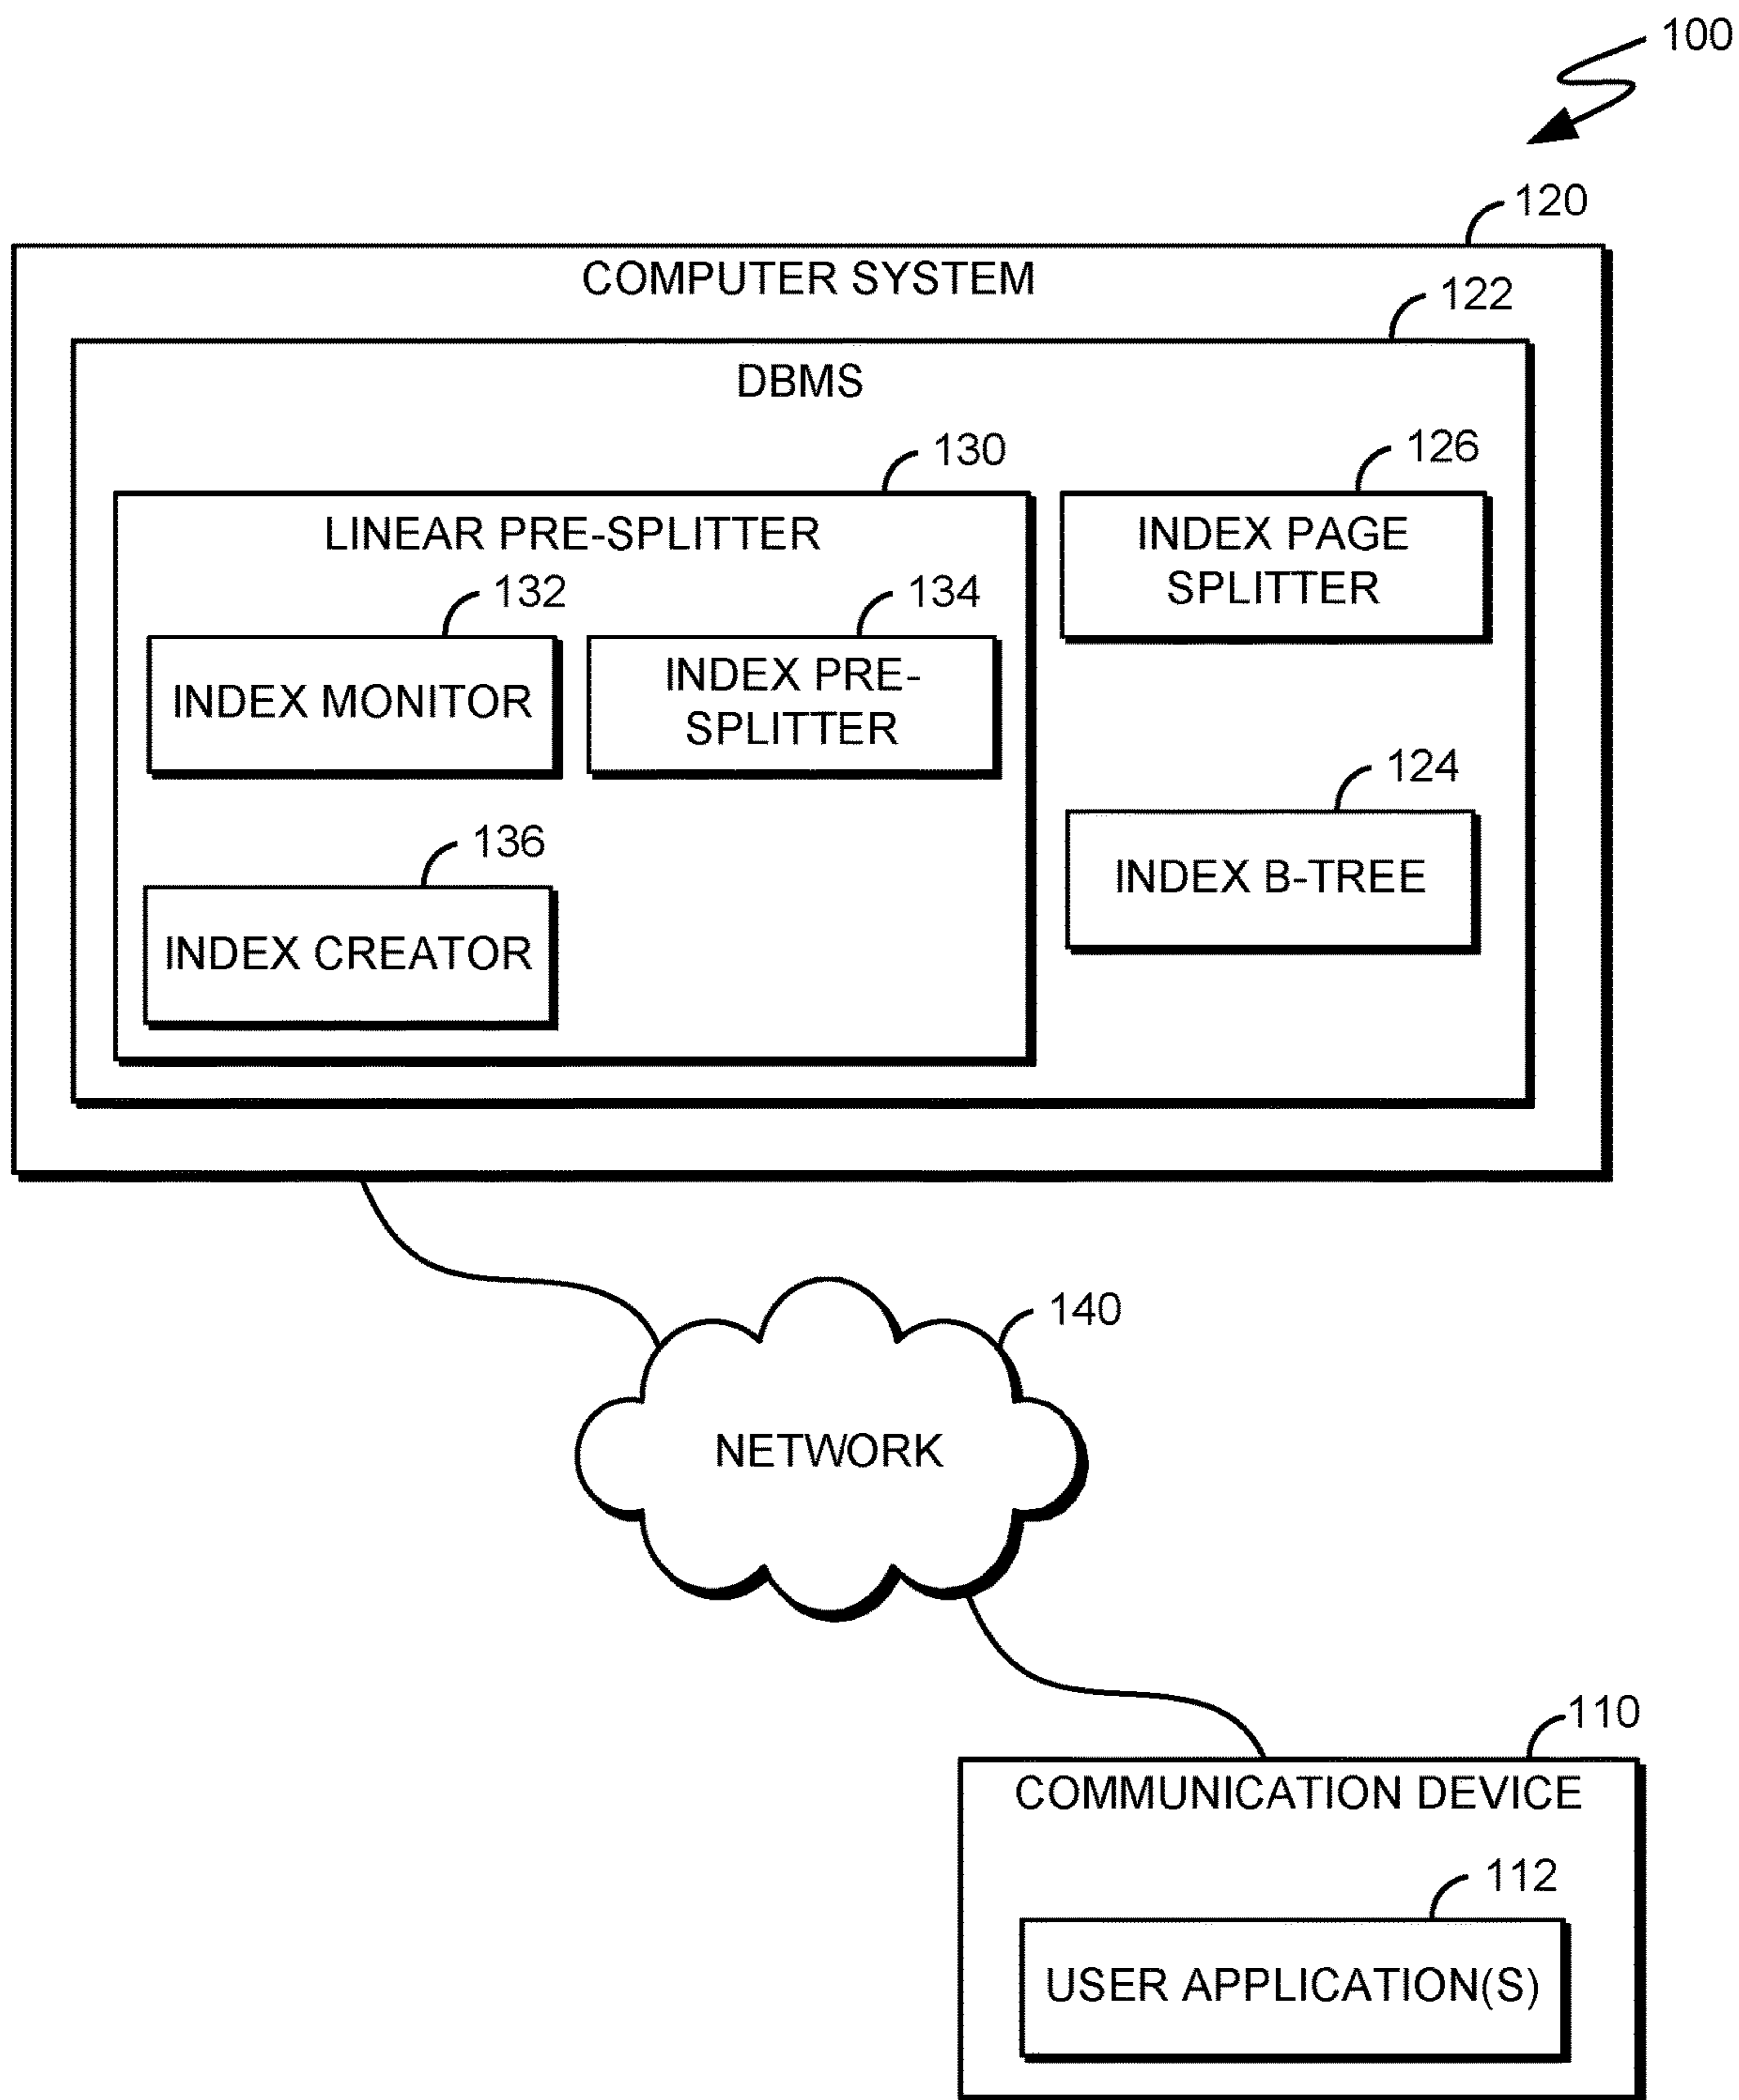 100
120
COMPUTER SYSTEM
122
DBMS
130
126
LINEAR PRE-SPLITTER
INDEX PAGE
SPLITTER
132
134
INDEX MONITOR
INDEX PRE-
SPLITTER
124
INDEX B-TREE
136
INDEX CREATOR
140
NETWORK
110
COMMUNICATION DEVICE
112
USER APPLICATION(S)